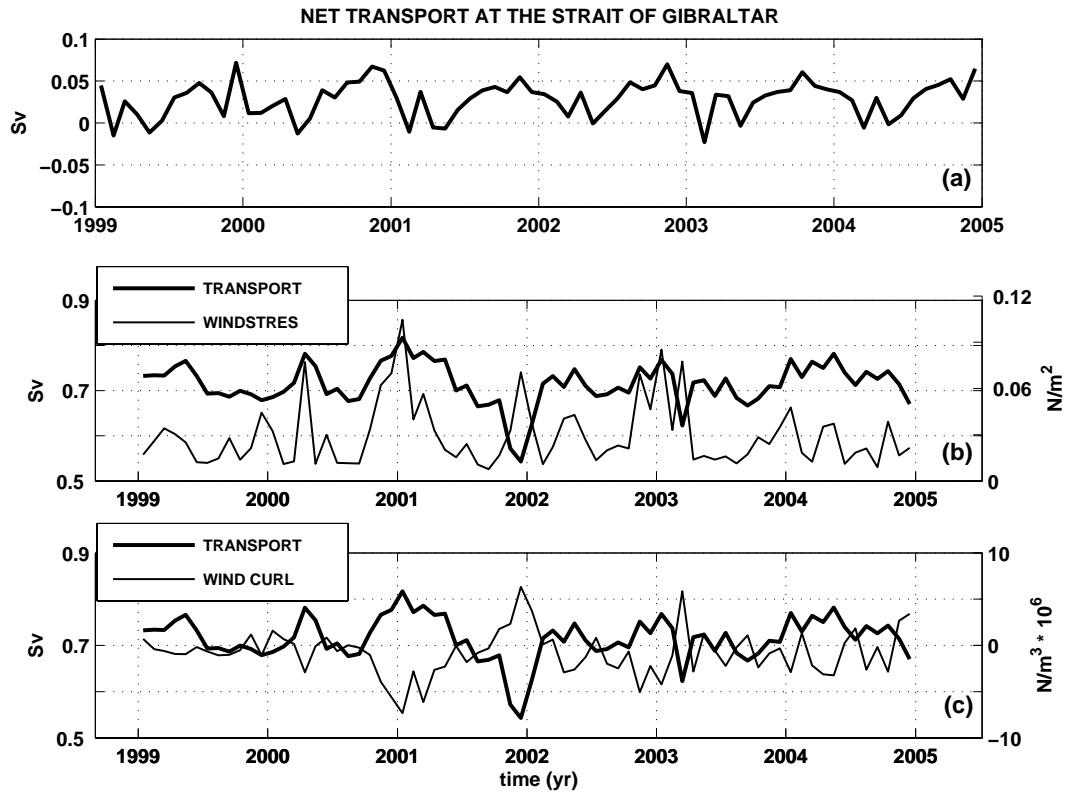 NET TRANSPORT AT THE STRAIT OF GIBRALTAR
0.1
0.05
0
−0.05
−0.1
Sv
(a)
1999 2000 2001 2002 2003 2004 2005
TRANSPORT
WINDSTRES
0.9
0.7
0.5
Sv
0.12
0.06
0
N/m²
(b)
1999 2000 2001 2002 2003 2004 2005
TRANSPORT
WIND CURL
0.9
0.7
0.5
Sv
10
0
−10
N/m³ * 10⁶
(c)
1999 2000 2001 2002 2003 2004 2005
time (yr)